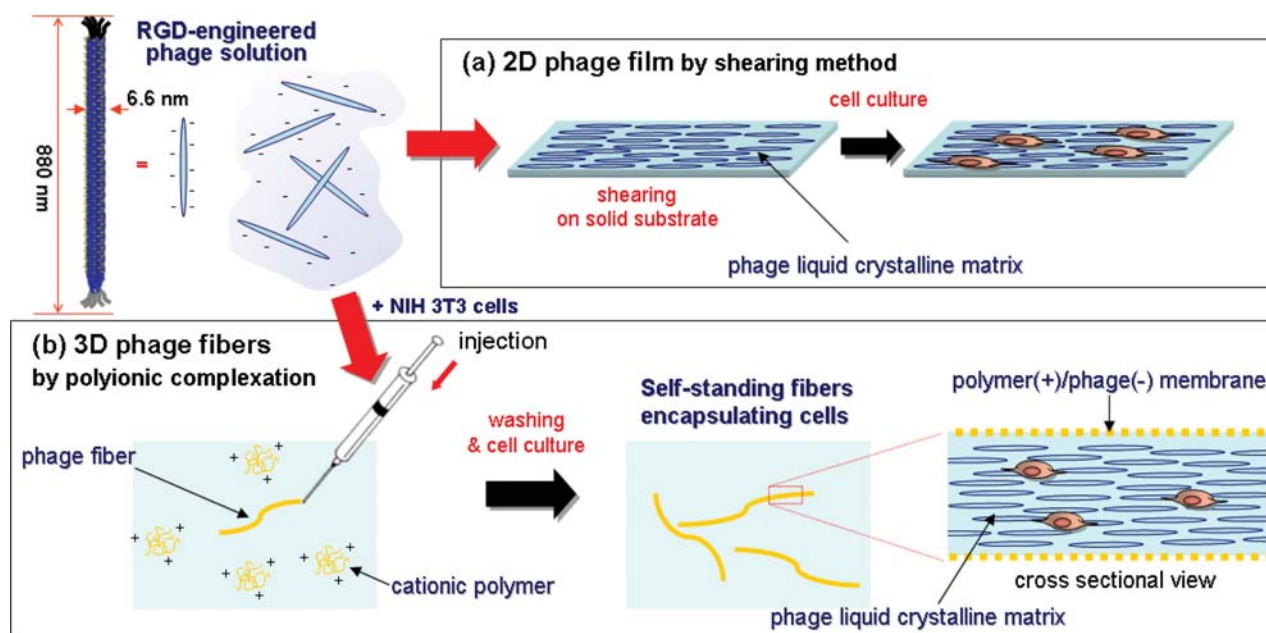 RGD-engineered
phage solution
6.6 nm
=
880 nm
(a) 2D phage film by shearing method
cell culture
shearing
on solid substrate
phage liquid crystalline matrix
+ NIH 3T3 cells
(b) 3D phage fibers
by polyionic complexation
injection
phage fiber
cationic polymer
washing
& cell culture
Self-standing fibers
encapsulating cells
polymer(+)/phage(-) membrane
cross sectional view
phage liquid crystalline matrix